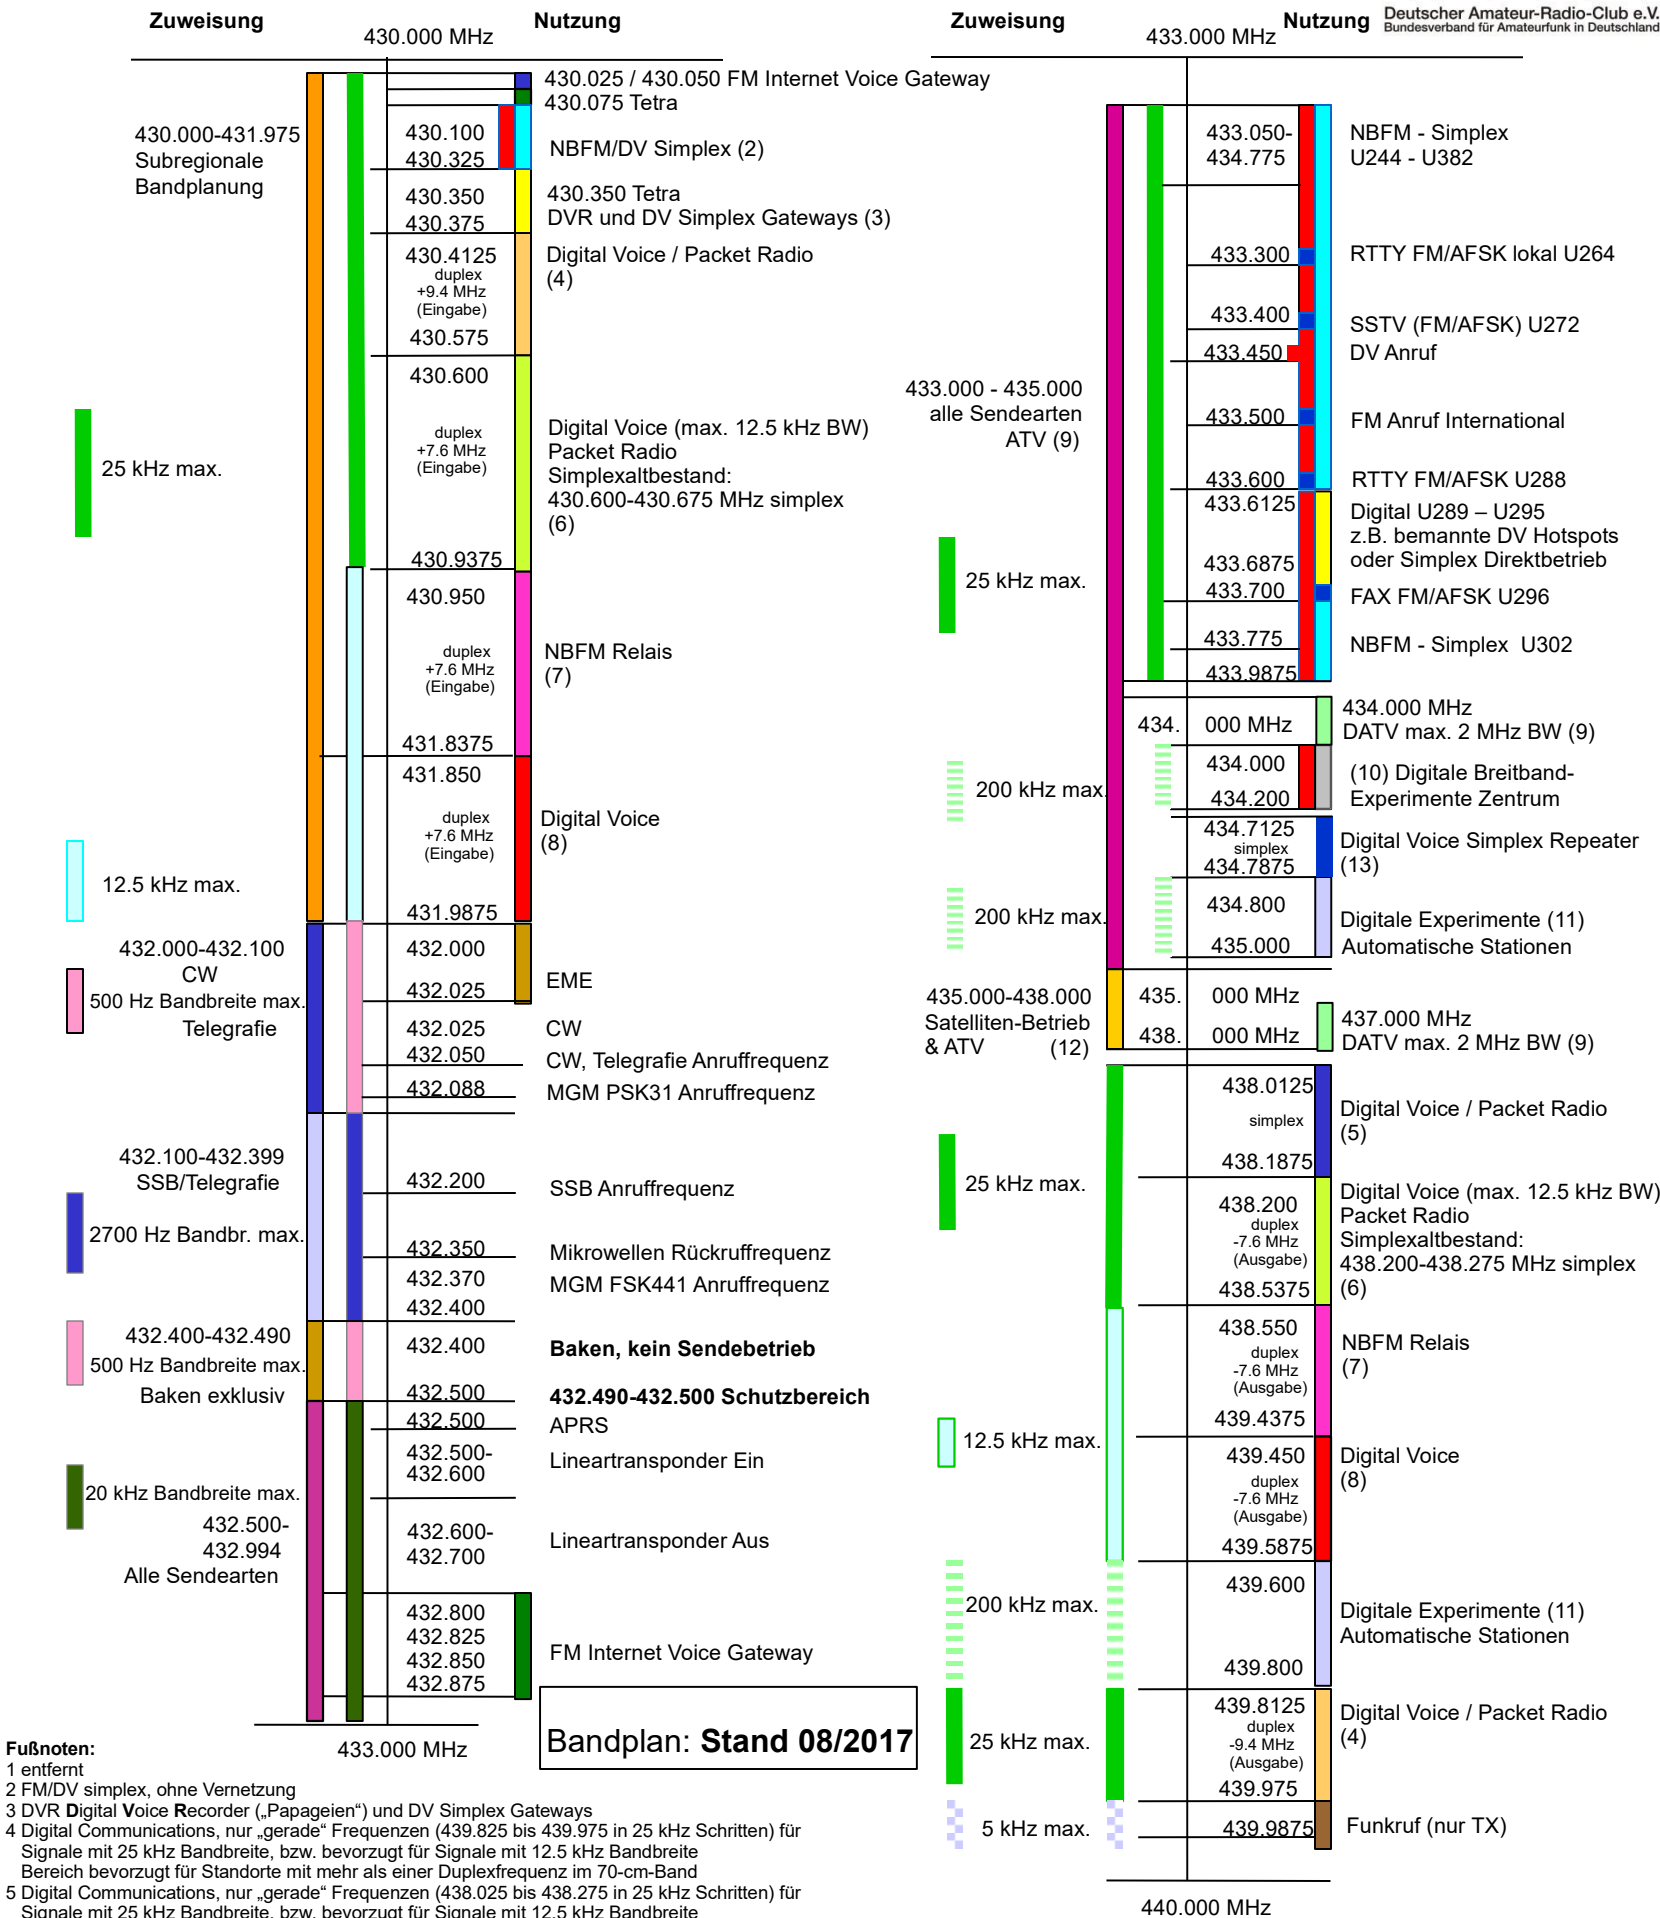 Zuweisung
430.000 MHz
Nutzung
430.025 / 430.050 FM Internet Voice Gateway
430.075 Tetra
430.000-431.975
Subregionale
Bandplanung
430.100
430.325
NBFM/DV Simplex (2)
430.350
430.375
430.350 Tetra
DVR und DV Simplex Gateways (3)
430.4125
duplex
+9.4 MHz
(Eingabe)
430.575
Digital Voice / Packet Radio
(4)
430.600
duplex
+7.6 MHz
(Eingabe)
430.9375
25 kHz max.
Digital Voice (max. 12.5 kHz BW)
Packet Radio
Simplexaltbestand:
430.600-430.675 MHz simplex
(6)
430.950
duplex
+7.6 MHz
(Eingabe)
431.8375
NBFM Relais
(7)
431.850
duplex
+7.6 MHz
(Eingabe)
431.9875
Digital Voice
(8)
12.5 kHz max.
432.000-432.100
CW
500 Hz Bandbreite max.
Telegrafie
432.000
432.025
EME
432.025
CW
432.050
CW, Telegrafie Anruffrequenz
432.088
MGM PSK31 Anruffrequenz
432.100-432.399
SSB/Telegrafie
2700 Hz Bandbr. max.
432.200
SSB Anruffrequenz
432.350
Mikrowellen Rückruffrequenz
432.370
MGM FSK441 Anruffrequenz
432.400
432.400-432.490
500 Hz Bandbreite max.
Baken exklusiv
432.400
Baken, kein Sendebetrieb
432.500
432.490-432.500 Schutzbereich
432.500
APRS
432.500-
432.600
Lineartransponder Ein
20 kHz Bandbreite max.
432.500-
432.994
Alle Sendearten
432.600-
432.700
Lineartransponder Aus
432.800
432.825
432.850
432.875
FM Internet Voice Gateway
433.000 MHz
Bandplan: Stand 08/2017
Fußnoten:
1 entfernt
2 FM/DV simplex, ohne Vernetzung
3 DVR Digital Voice Recorder („Papageien“) und DV Simplex Gateways
4 Digital Communications, nur „gerade“ Frequenzen (439.825 bis 439.975 in 25 kHz Schritten) für
Signale mit 25 kHz Bandbreite, bzw. bevorzugt für Signale mit 12.5 kHz Bandbreite
Bereich bevorzugt für Standorte mit mehr als einer Duplexfrequenz im 70-cm-Band
5 Digital Communications, nur „gerade“ Frequenzen (438.025 bis 438.275 in 25 kHz Schritten) für
Signale mit 25 kHz Bandbreite, bzw. bevorzugt für Signale mit 12.5 kHz Bandbreite
Zuweisung
433.000 MHz
Nutzung
Deutscher Amateur-Radio-Club e.V.
Bundesverband für Amateurfunk in Deutschland
433.050-
434.775
NBFM - Simplex
U244 - U382
433.300
RTTY FM/AFSK lokal U264
433.400
SSTV (FM/AFSK) U272
433.450
DV Anruf
433.000 - 435.000
alle Sendearten
ATV (9)
433.500
FM Anruf International
433.600
RTTY FM/AFSK U288
433.6125
433.6875
Digital U289 – U295
z.B. bemannte DV Hotspots
oder Simplex Direktbetrieb
25 kHz max.
433.700
FAX FM/AFSK U296
433.775
NBFM - Simplex U302
433.9875
434. 000 MHz
434.000 MHz
DATV max. 2 MHz BW (9)
200 kHz max.
434.000
434.200
(10) Digitale Breitband-
Experimente Zentrum
434.7125
simplex
434.7875
Digital Voice Simplex Repeater
(13)
200 kHz max.
434.800
435.000
Digitale Experimente (11)
Automatische Stationen
435.000-438.000
Satelliten-Betrieb
& ATV (12)
435. 000 MHz
438. 000 MHz
437.000 MHz
DATV max. 2 MHz BW (9)
438.0125
simplex
438.1875
Digital Voice / Packet Radio
(5)
25 kHz max.
438.200
duplex
-7.6 MHz
(Ausgabe)
438.5375
Digital Voice (max. 12.5 kHz BW)
Packet Radio
Simplexaltbestand:
438.200-438.275 MHz simplex
(6)
438.550
duplex
-7.6 MHz
(Ausgabe)
439.4375
NBFM Relais
(7)
12.5 kHz max.
439.450
duplex
-7.6 MHz
(Ausgabe)
439.5875
Digital Voice
(8)
200 kHz max.
439.600
439.800
Digitale Experimente (11)
Automatische Stationen
25 kHz max.
439.8125
duplex
-9.4 MHz
(Ausgabe)
439.975
Digital Voice / Packet Radio
(4)
5 kHz max.
439.9875
Funkruf (nur TX)
440.000 MHz